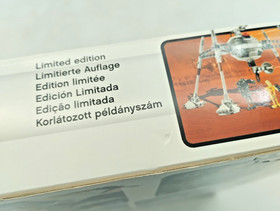 Limited edition
Limitierte Auflage
Edition limitée
Edición Limitada
Edição limitada
Korlátozott példányszám